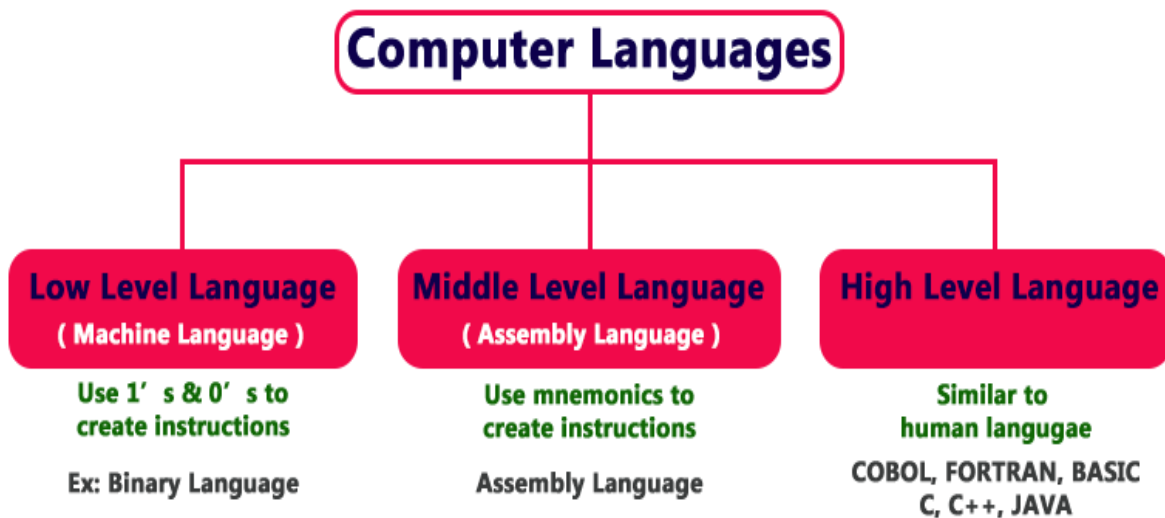 Computer Languages
Low Level Language
( Machine Language )
Use 1’ s & 0’ s to
create instructions
Ex: Binary Language
Middle Level Language
( Assembly Language )
Use mnemonics to
create instructions
Assembly Language
High Level Language
Similar to
human langugae
COBOL, FORTRAN, BASIC
C, C++, JAVA